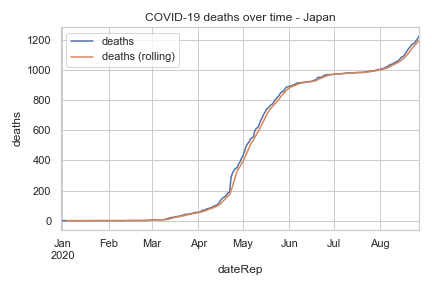 COVID-19 deaths over time - Japan
deaths
deaths (rolling)
1200
1000
800
600
400
200
0
deaths
Jan Feb Mar Apr May Jun Jul Aug
2020
dateRep